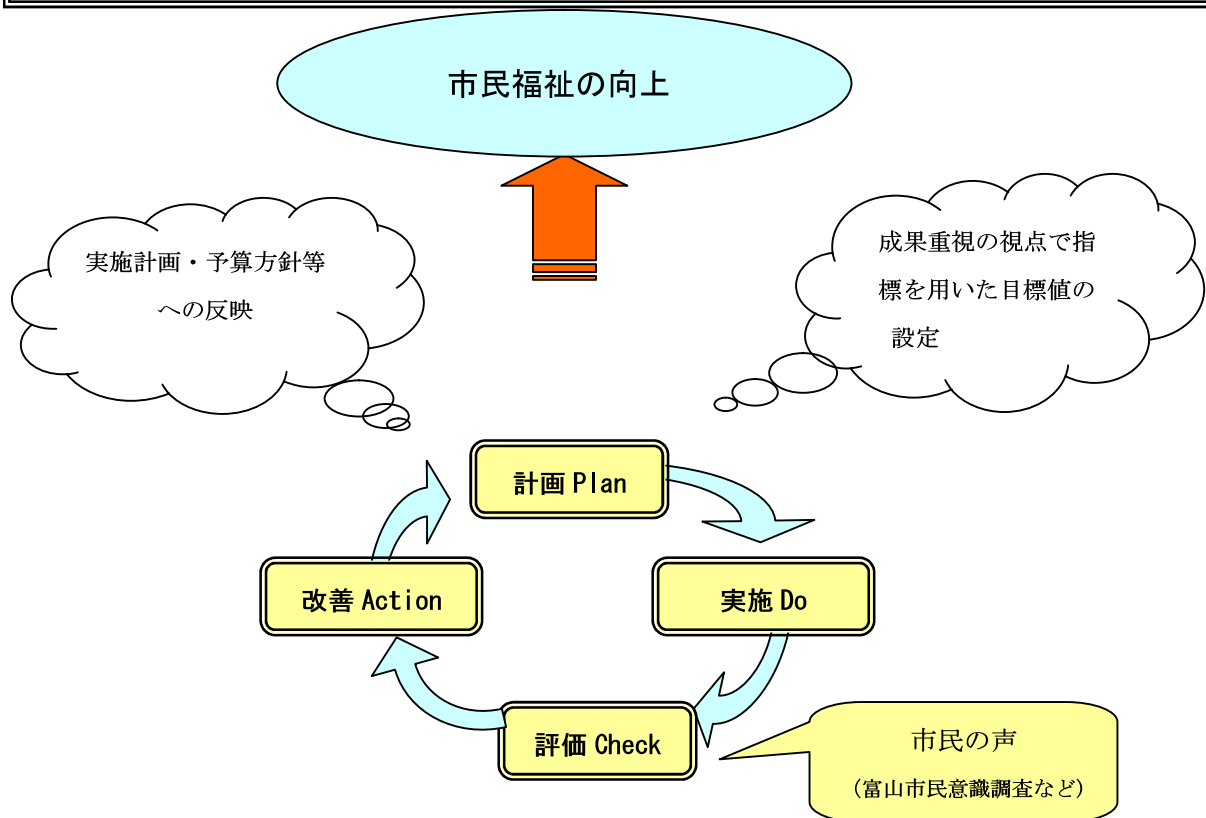 市民福祉の向上
実施計画・予算方針等
への反映
成果重視の視点で指
標を用いた目標値の
設定
計画 Plan
改善 Action
実施 Do
評価 Check
市民の声
（富山市民意識調査など）